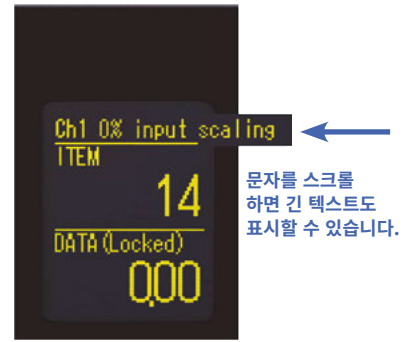 Ch1 0% input scaling
ITEM
14
DATA(Locked)
0.00
문자를 스크롤
하면 긴 텍스트도
표시할 수 있습니다.